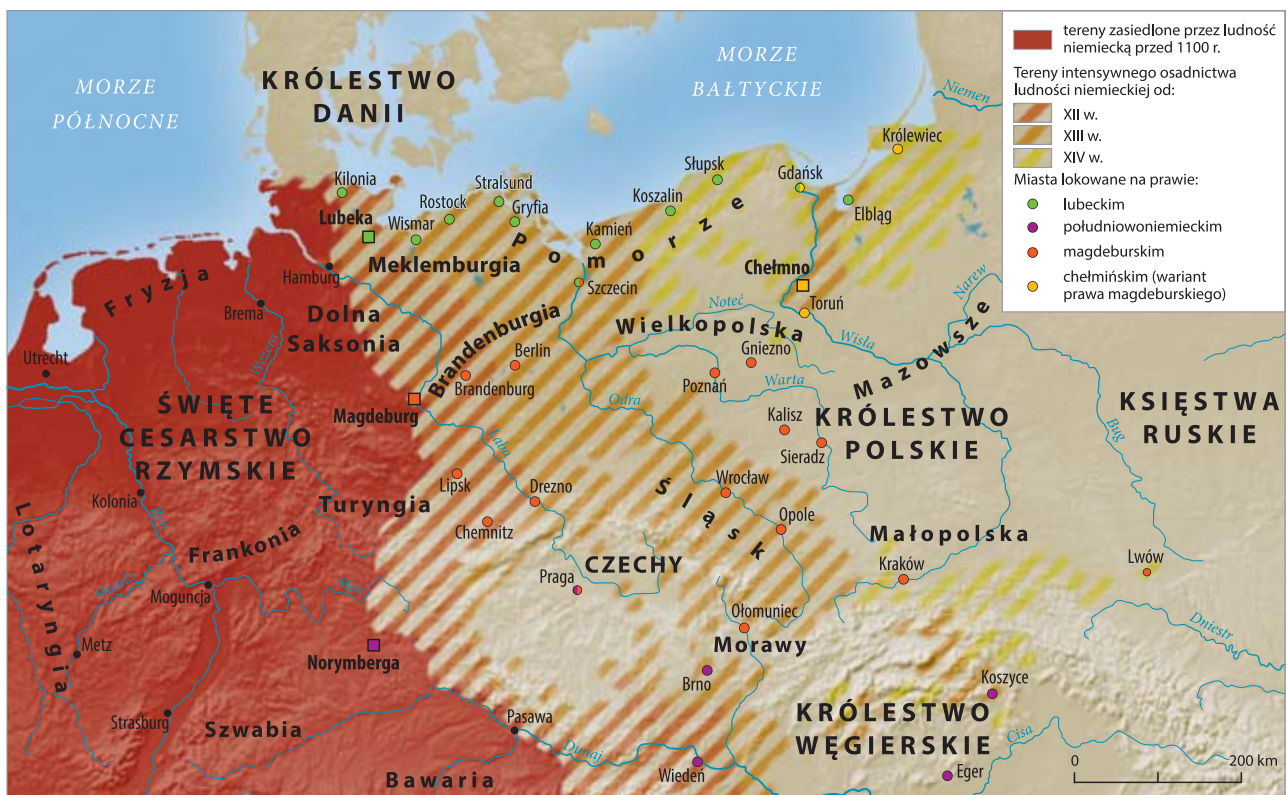 tereny zasiedlone przez ludność
niemiecką przed 1100 r.
Tereny intensywnego osadnictwa
ludności niemieckiej od:
XII w.
XIII w.
XIV w.
Miasta lokowane na prawie:
lubeckim
południowoniemieckim
magdeburskim
chełmińskim (wariant
prawa magdeburskiego)
MORZE
PÓŁNOCNE
KRÓLESTWO
DANII
MORZE
BAŁTYCKIE
Niemen
Królewiec
Kilonia
Lubeka
Wismar
Rostock
Stralsund
Gryfia
Kamień
Koszalin
Słupsk
Gdańsk
Elbląg
Meklemburgia
Pomorze
Hamburg
Szczecin
Chełmno
Toruń
Fryzja
Brema
Wezera
Dolna
Saksonia
Brandenburgia
Berlin
Brandenburg
Noteć
Wielkopolska
Gniezno
Poznań
Warta
Wisła
Narew
Mazowsze
Utrecht
ŚWIĘTE
CESARSTWO
RZYMSKIE
Magdeburg
Odra
Kalisz
Sieradz
KRÓLESTWO
POLSKIE
Bug
KSIĘSTWA
RUSKIE
Kolonia
Ren
Łaba
Lipsk
Drezno
Wrocław
Turyngia
Chemnitz
Śląsk
Opole
Lotaryngia
Frankonia
Małopolska
Mozela
Moguncja
Men
CZECHY
Praga
Kraków
Lwów
Metz
Norymberga
Ołomuniec
Morawy
Brno
Dniestr
Koszyce
Strasburg
Szwabia
Pasawa
Dunaj
KRÓLESTWO
WĘGIERSKIE
Cisa
Bawaria
Wiedeń
Eger
0
200 km